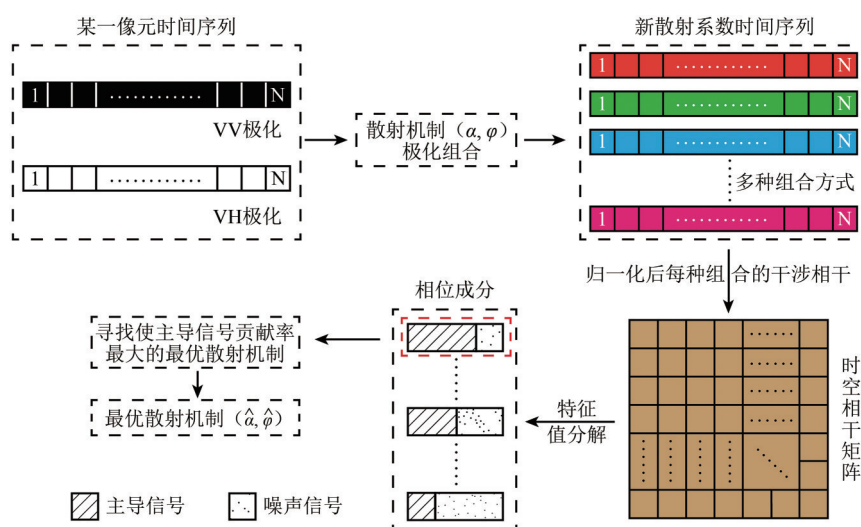 某一像元时间序列
1 ………… N
VV极化
1 ………… N
VH极化
散射机制（α, φ）
极化组合
新散射系数时间序列
1 ………… N
1 ………… N
1 ………… N
多种组合方式
1 ………… N
归一化后每种组合的干涉相干
时空相干矩阵
特征
值分解
相位成分
寻找使主导信号贡献率
最大的最优散射机制
最优散射机制（α̂, φ̂）
主导信号
噪声信号